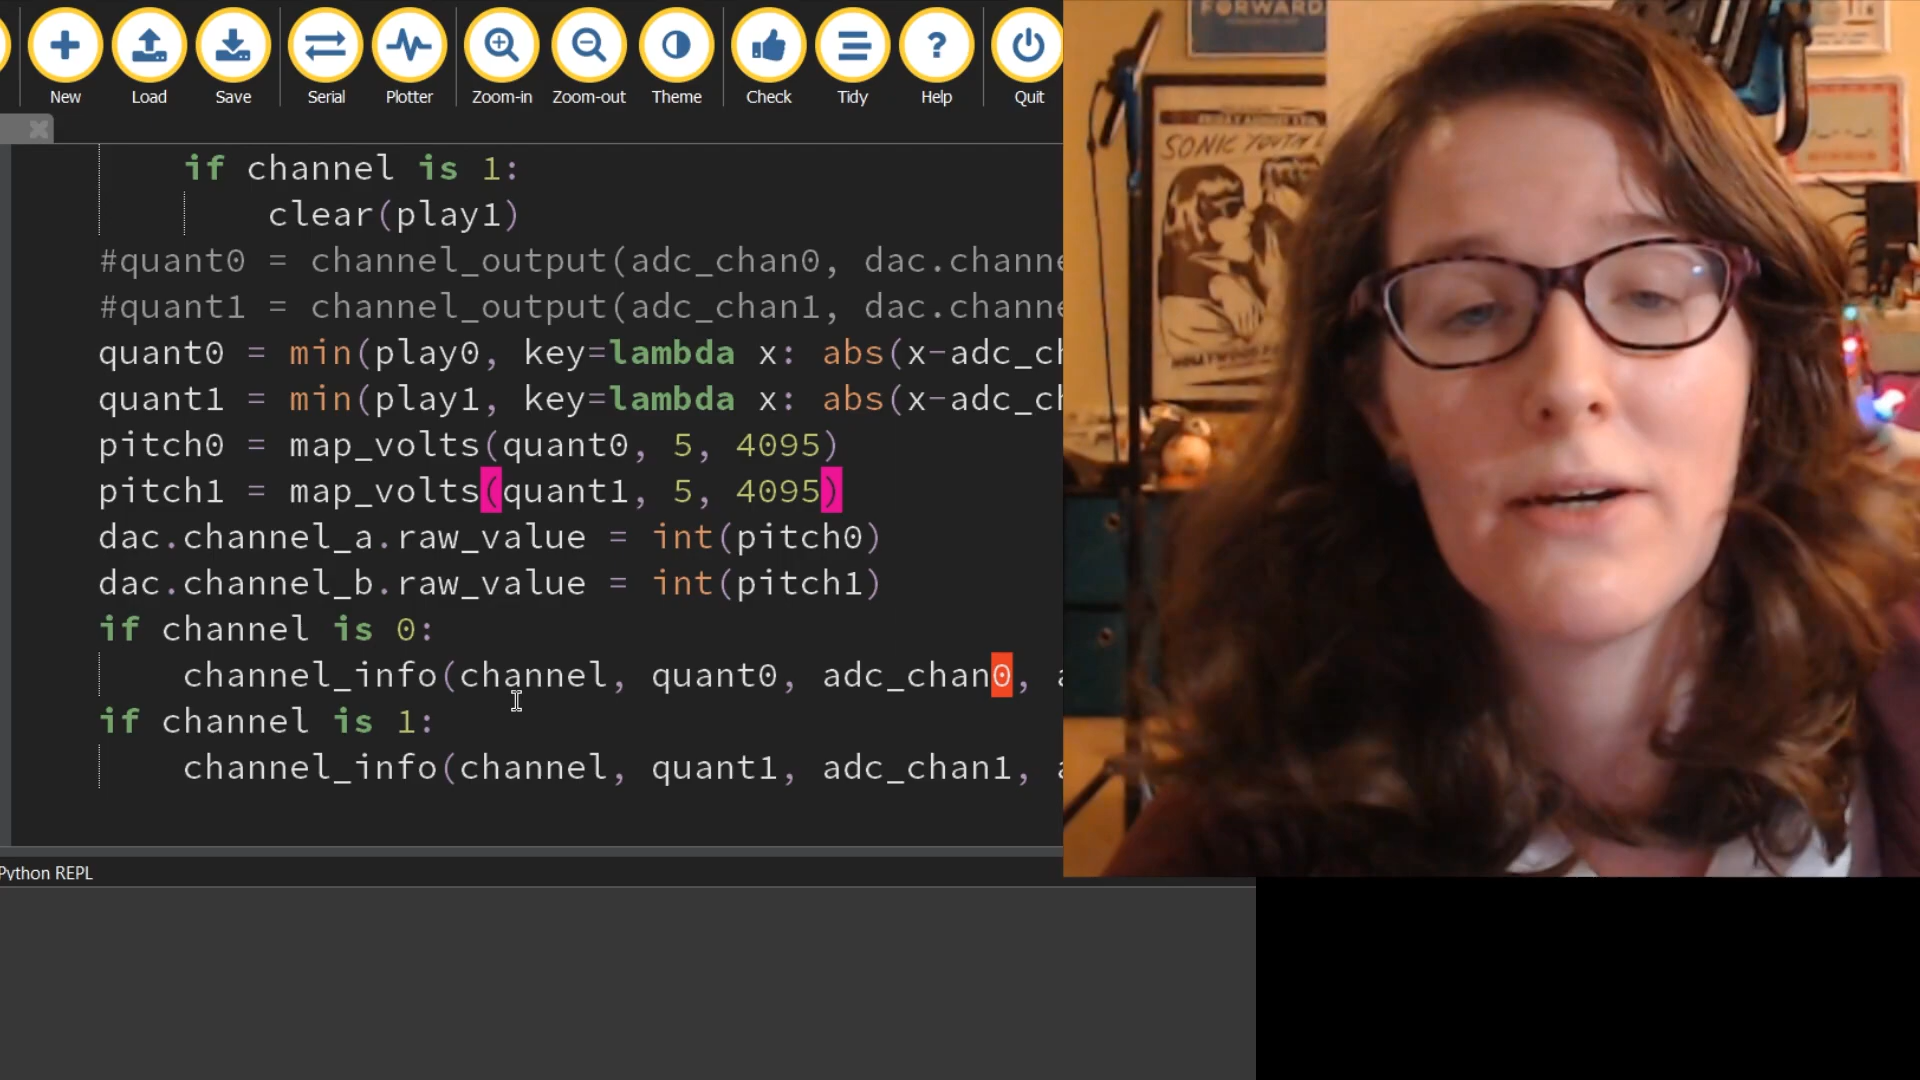 New Load Save Serial Plotter Zoom-in Zoom-out Theme Check Tidy Help Quit
if channel is 1:
clear(play1)
#quant0 = channel_output(adc_chan0, dac.channe
#quant1 = channel_output(adc_chan1, dac.channe
quant0 = min(play0, key=lambda x: abs(x-adc_ch
quant1 = min(play1, key=lambda x: abs(x-adc_ch
pitch0 = map_volts(quant0, 5, 4095)
pitch1 = map_volts(quant1, 5, 4095)
dac.channel_a.raw_value = int(pitch0)
dac.channel_b.raw_value = int(pitch1)
if channel is 0:
channel_info(channel, quant0, adc_chan0, a
if channel is 1:
channel_info(channel, quant1, adc_chan1, a
Python REPL
FORWARD
SONIC YOUTH